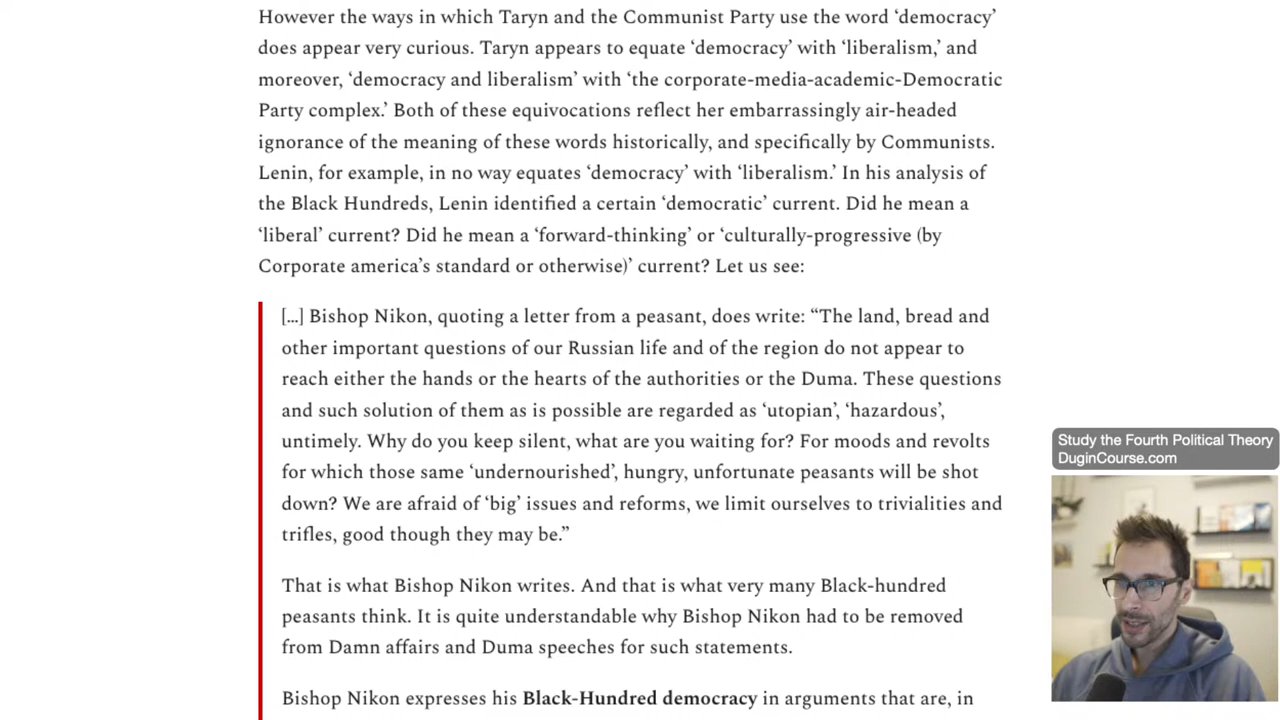 However the ways in which Taryn and the Communist Party use the word ‘democracy’
does appear very curious. Taryn appears to equate ‘democracy’ with ‘liberalism,’ and
moreover, ‘democracy and liberalism’ with ‘the corporate-media-academic-Democratic
Party complex.’ Both of these equivocations reflect her embarrassingly air-headed
ignorance of the meaning of these words historically, and specifically by Communists.
Lenin, for example, in no way equates ‘democracy’ with ‘liberalism.’ In his analysis of
the Black Hundreds, Lenin identified a certain ‘democratic’ current. Did he mean a
‘liberal’ current? Did he mean a ‘forward-thinking’ or ‘culturally-progressive (by
Corporate america’s standard or otherwise)’ current? Let us see:
[...] Bishop Nikon, quoting a letter from a peasant, does write: “The land, bread and
other important questions of our Russian life and of the region do not appear to
reach either the hands or the hearts of the authorities or the Duma. These questions
and such solution of them as is possible are regarded as ‘utopian’, ‘hazardous’,
untimely. Why do you keep silent, what are you waiting for? For moods and revolts
for which those same ‘undernourished’, hungry, unfortunate peasants will be shot
down? We are afraid of ‘big’ issues and reforms, we limit ourselves to trivialities and
trifles, good though they may be.”
That is what Bishop Nikon writes. And that is what very many Black-hundred
peasants think. It is quite understandable why Bishop Nikon had to be removed
from Damn affairs and Duma speeches for such statements.
Bishop Nikon expresses his Black-Hundred democracy in arguments that are, in
Study the Fourth Political Theory
DuginCourse.com